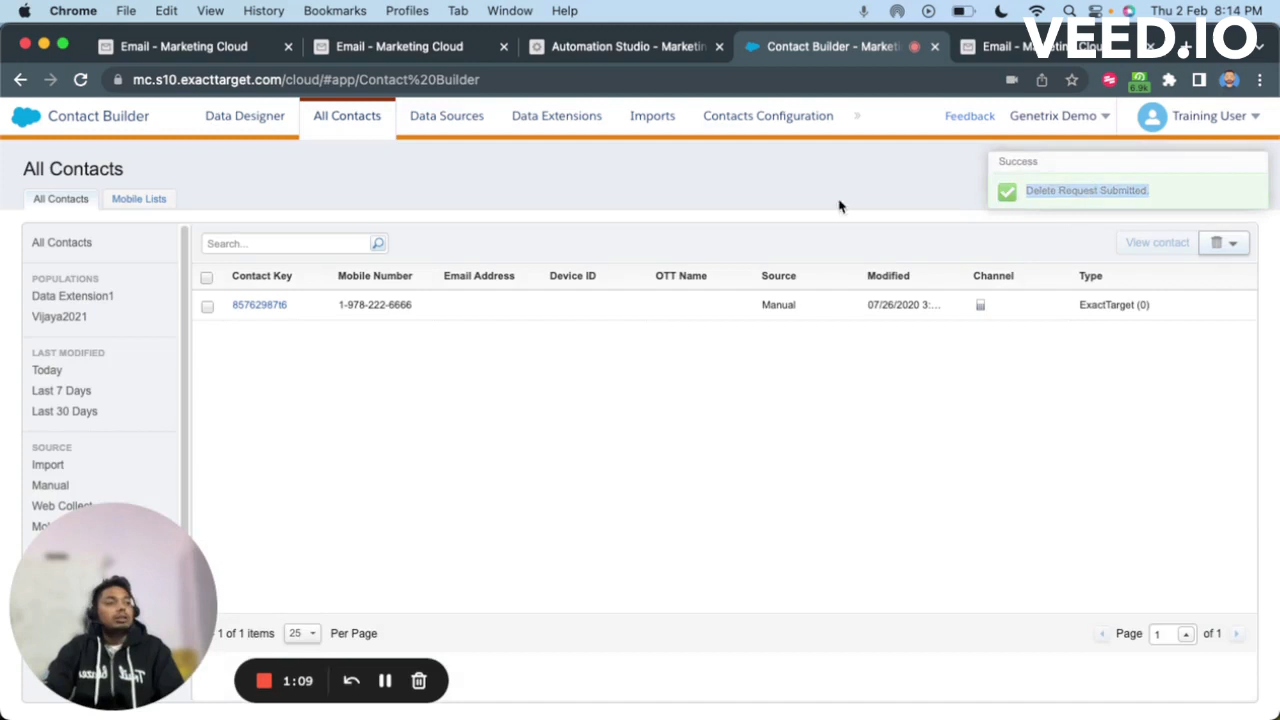 Chrome File Edit View History Bookmarks Profiles Tab Window Help Thu 2 Feb 8:14 PM
VEED.IO
Email - Marketing Cloud Email - Marketing Cloud Automation Studio - Marketin Contact Builder - Marketi Email - Marketing Clou
mc.s10.exacttarget.com/cloud/#app/Contact%20Builder 6.9k
Contact Builder Data Designer All Contacts Data Sources Data Extensions Imports Contacts Configuration » Feedback Genetrix Demo Training User
All Contacts
Success
Delete Request Submitted.
All Contacts Mobile Lists
All Contacts
Search...
View contact
POPULATIONS
Data Extension1
Vijaya2021
LAST MODIFIED
Today
Last 7 Days
Last 30 Days
SOURCE
Import
Manual
Web Collect
Mo
Contact Key Mobile Number Email Address Device ID OTT Name Source Modified Channel Type
85762987t6 1-978-222-6666 Manual 07/26/2020 3:... ExactTarget (0)
1 of 1 items 25 Per Page Page 1 of 1
1:09